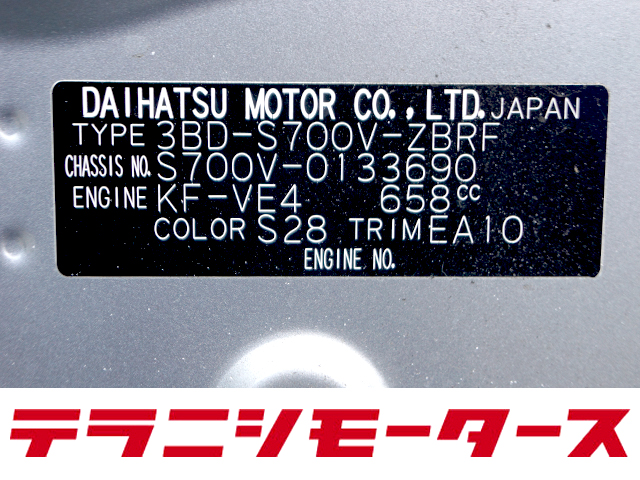 DAIHATSU MOTOR CO.,LTD. JAPAN
TYPE 3BD-S700V-ZBRF
CHASSIS NO. S700V-0133690
ENGINE KF-VE4 658cc
COLOR S28 TRIM EA10
ENGINE NO.
テラニシモータース